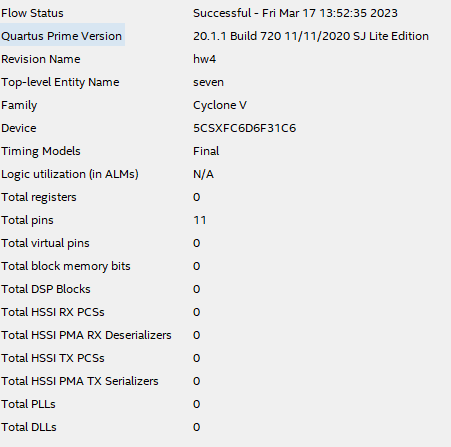 Flow Status Successful - Fri Mar 17 13:52:35 2023
Quartus Prime Version 20.1.1 Build 720 11/11/2020 SJ Lite Edition
Revision Name hw4
Top-level Entity Name seven
Family Cyclone V
Device 5CSXFC6D6F31C6
Timing Models Final
Logic utilization (in ALMs) N/A
Total registers 0
Total pins 11
Total virtual pins 0
Total block memory bits 0
Total DSP Blocks 0
Total HSSI RX PCSs 0
Total HSSI PMA RX Deserializers 0
Total HSSI TX PCSs 0
Total HSSI PMA TX Serializers 0
Total PLLs 0
Total DLLs 0